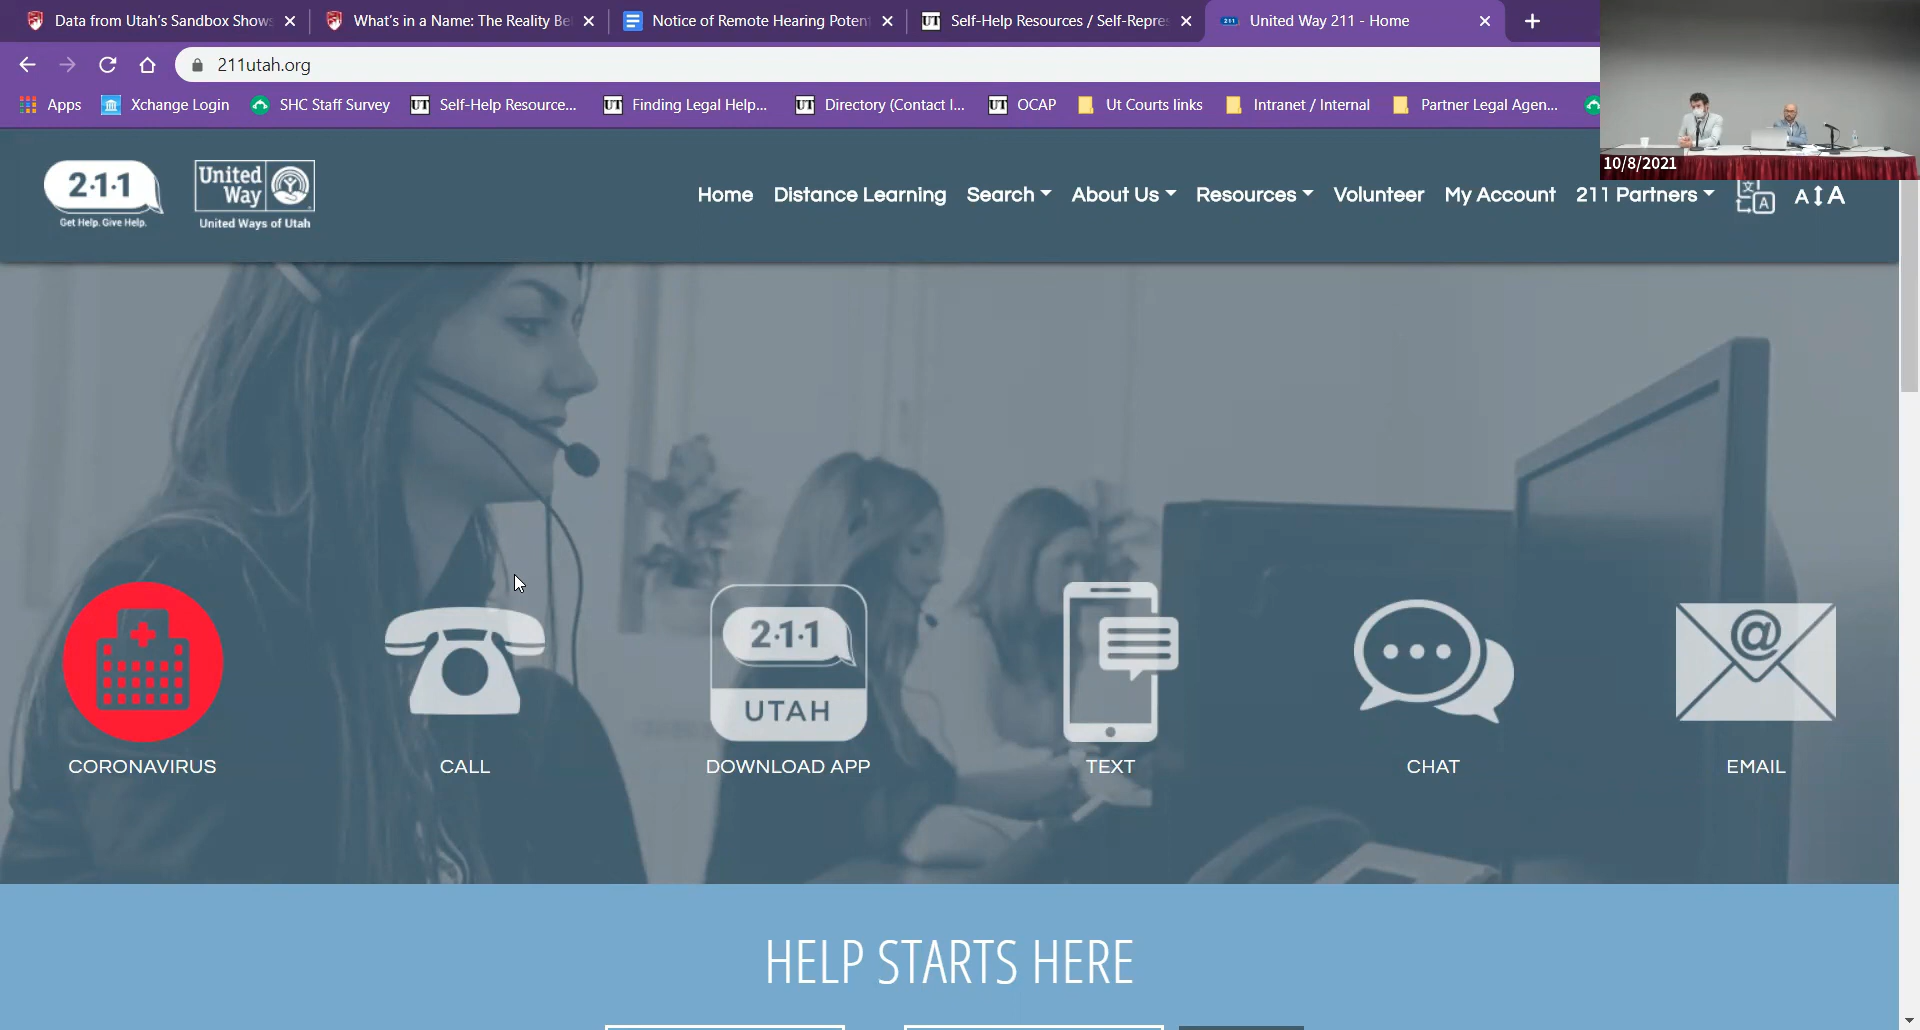 Data from Utah's Sandbox Shows
What's in a Name: The Reality Be
Notice of Remote Hearing Poten
Self-Help Resources / Self-Repres
United Way 211 - Home
211utah.org
Apps
Xchange Login
SHC Staff Survey
Self-Help Resource...
Finding Legal Help...
Directory (Contact I...
OCAP
Ut Courts links
Intranet / Internal
Partner Legal Agen...
10/8/2021
2·1·1
Get Help. Give Help.
United
Way
United Ways of Utah
Home
Distance Learning
Search
About Us
Resources
Volunteer
My Account
211 Partners
A A
2·1·1
UTAH
CORONAVIRUS
CALL
DOWNLOAD APP
TEXT
CHAT
EMAIL
HELP STARTS HERE